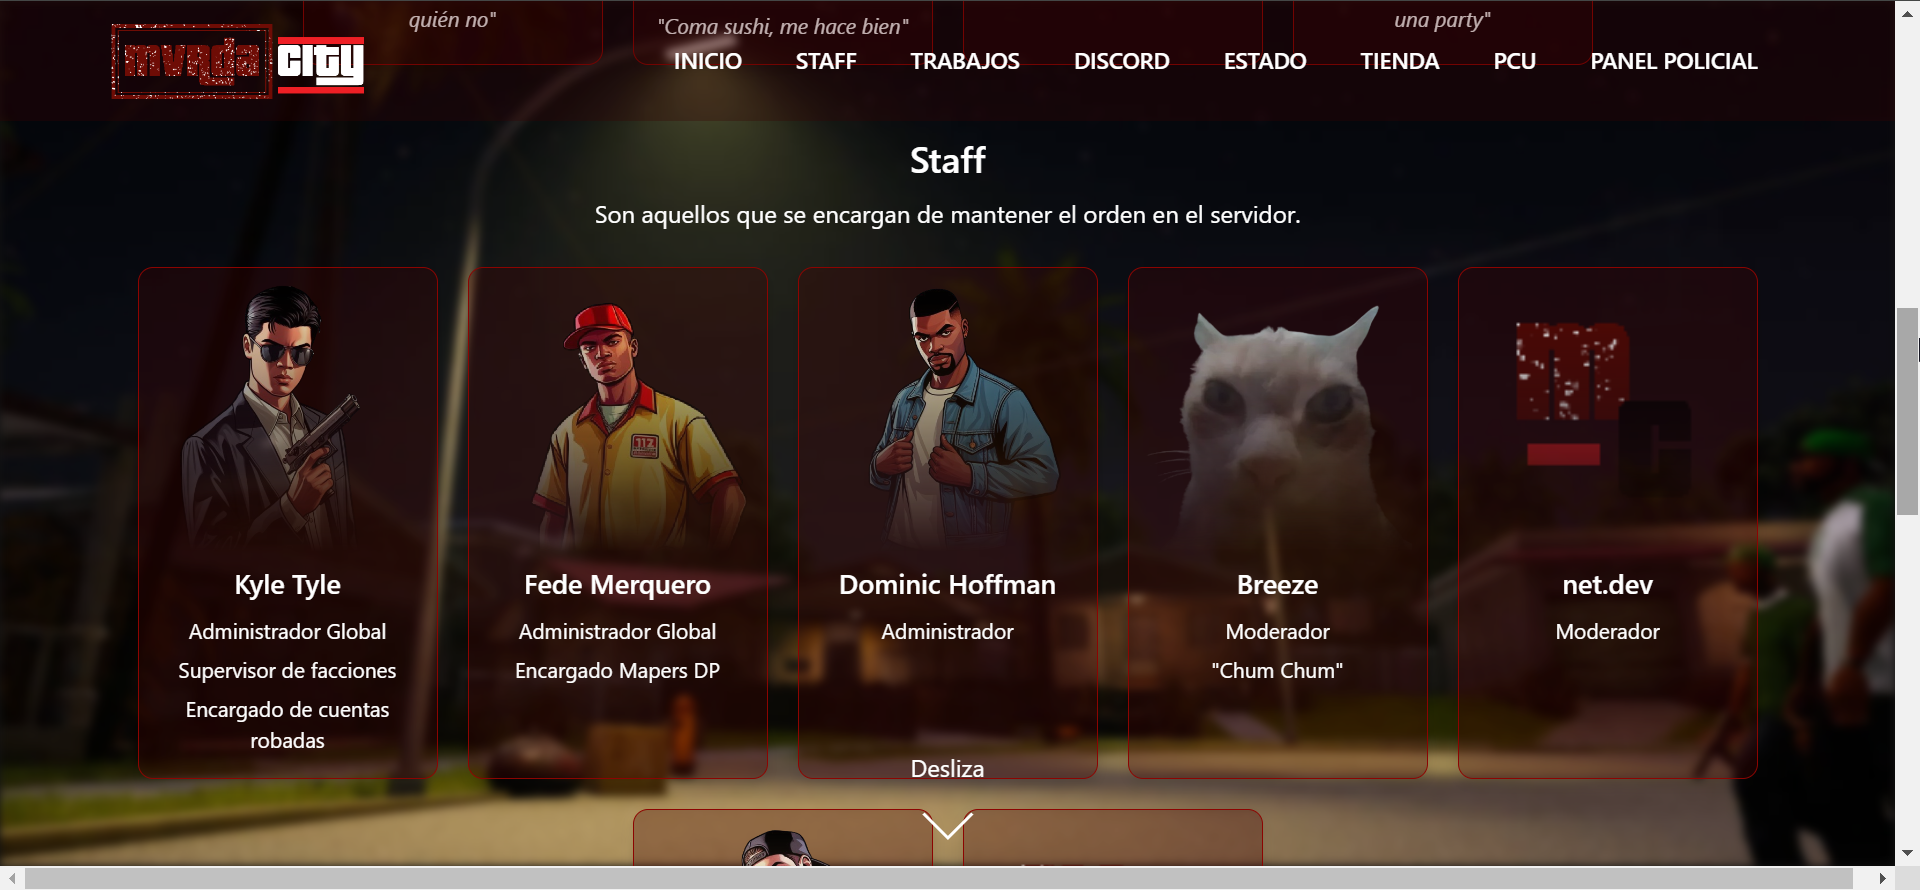 quién no"
"Coma sushi, me hace bien"
una party"
mvnda city
INICIO STAFF TRABAJOS DISCORD ESTADO TIENDA PCU PANEL POLICIAL
Staff
Son aquellos que se encargan de mantener el orden en el servidor.
112
m
C
Kyle Tyle
Administrador Global
Supervisor de facciones
Encargado de cuentas
robadas
Fede Merquero
Administrador Global
Encargado Mapers DP
Dominic Hoffman
Administrador
Breeze
Moderador
"Chum Chum"
net.dev
Moderador
Desliza